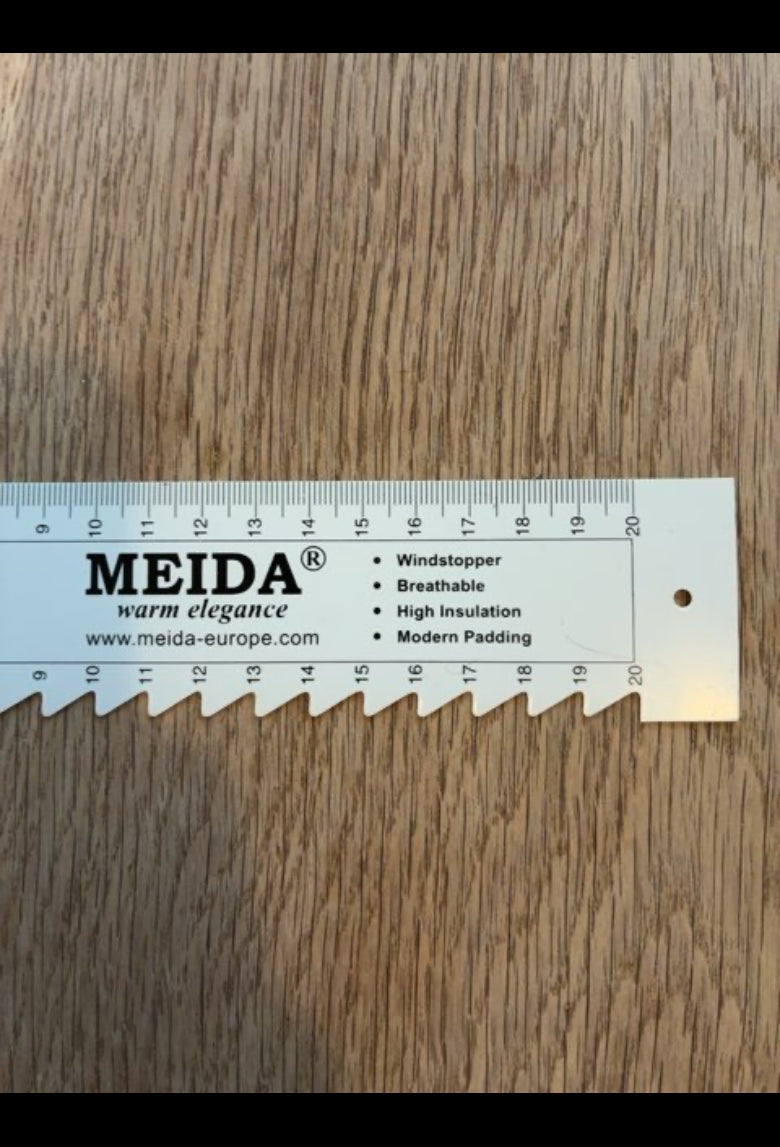 9 10 11 12 13 14 15 16 17 18 19 20
MEIDA®
warm elegance
www.meida-europe.com
• Windstopper
• Breathable
• High Insulation
• Modern Padding
9 10 11 12 13 14 15 16 17 18 19 20